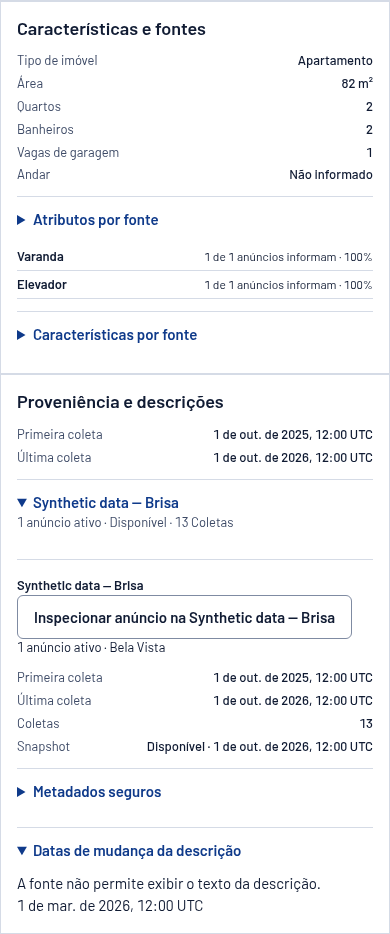 Características e fontes
Tipo de imóvel Apartamento
Área 82 m²
Quartos 2
Banheiros 2
Vagas de garagem 1
Andar Não informado
Atributos por fonte
Varanda 1 de 1 anúncios informam · 100%
Elevador 1 de 1 anúncios informam · 100%
Características por fonte
Proveniência e descrições
Primeira coleta 1 de out. de 2025, 12:00 UTC
Última coleta 1 de out. de 2026, 12:00 UTC
Synthetic data — Brisa
1 anúncio ativo · Disponível · 13 Coletas
Synthetic data — Brisa
Inspecionar anúncio na Synthetic data — Brisa
1 anúncio ativo · Bela Vista
Primeira coleta 1 de out. de 2025, 12:00 UTC
Última coleta 1 de out. de 2026, 12:00 UTC
Coletas 13
Snapshot Disponível · 1 de out. de 2026, 12:00 UTC
Metadados seguros
Datas de mudança da descrição
A fonte não permite exibir o texto da descrição.
1 de mar. de 2026, 12:00 UTC